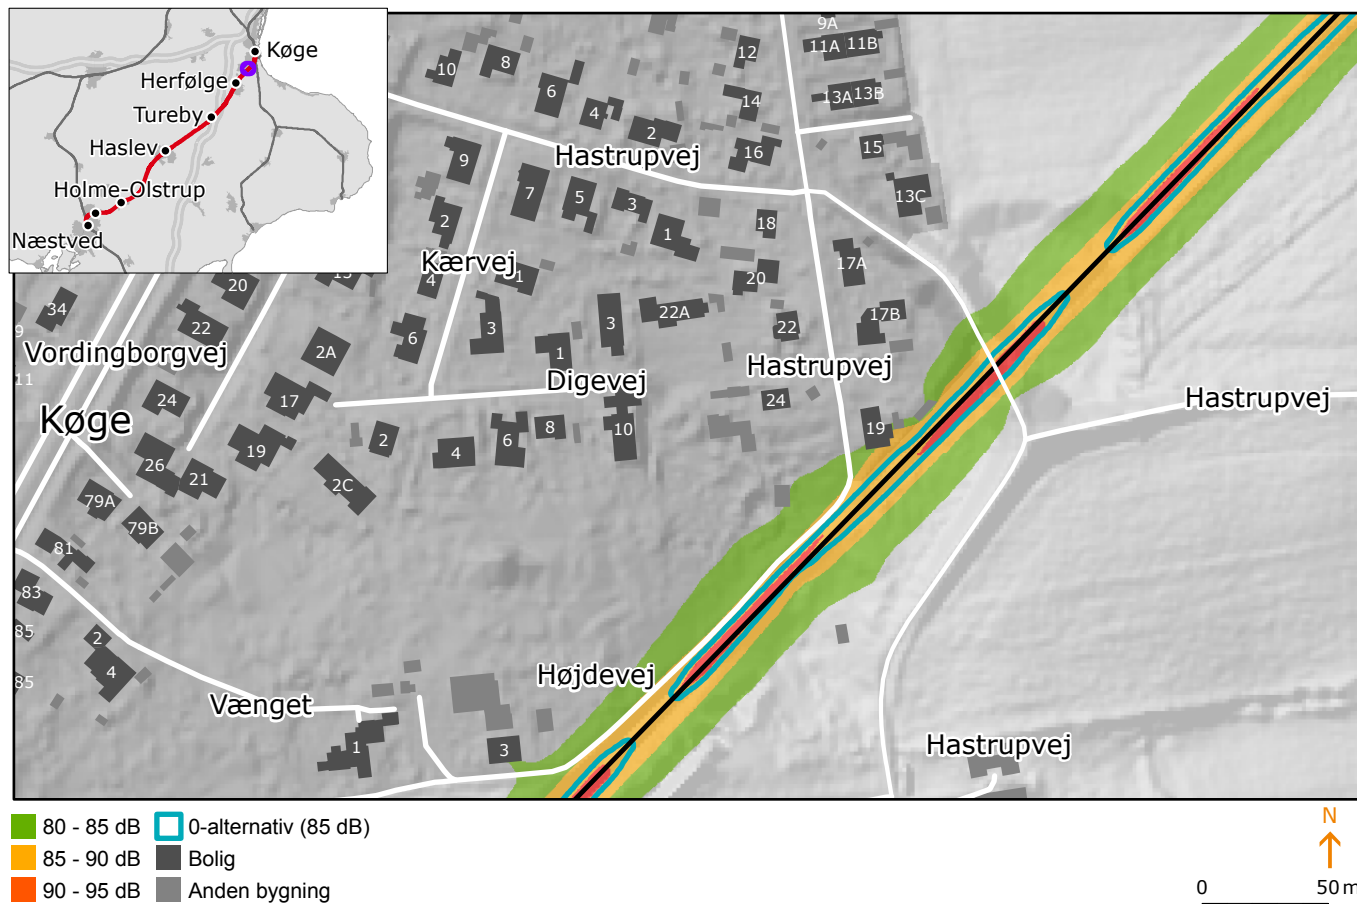 Køge
Herfølge
Tureby
Haslev
Holme-Olstrup
Næstved
9A
11A 11B
12
10
8
6
13A 13B
14
4
2
Hastrupvej
16
15
9
7
5
3
13C
2
1
18
Kærvej
17A
4
1
20
20
34
22
3
3
22A
17B
22
9
6
Vordingborgvej
2A
1
Hastrupvej
11
Digevej
24
17
24
Hastrupvej
Køge
19
8
10
2
6
19
4
26
21
2C
79A
79B
81
83
85
2
4
85
Højdevej
Vænget
1
3
Hastrupvej
80 - 85 dB
0-alternativ (85 dB)
85 - 90 dB
Bolig
90 - 95 dB
Anden bygning
N
0 50 m